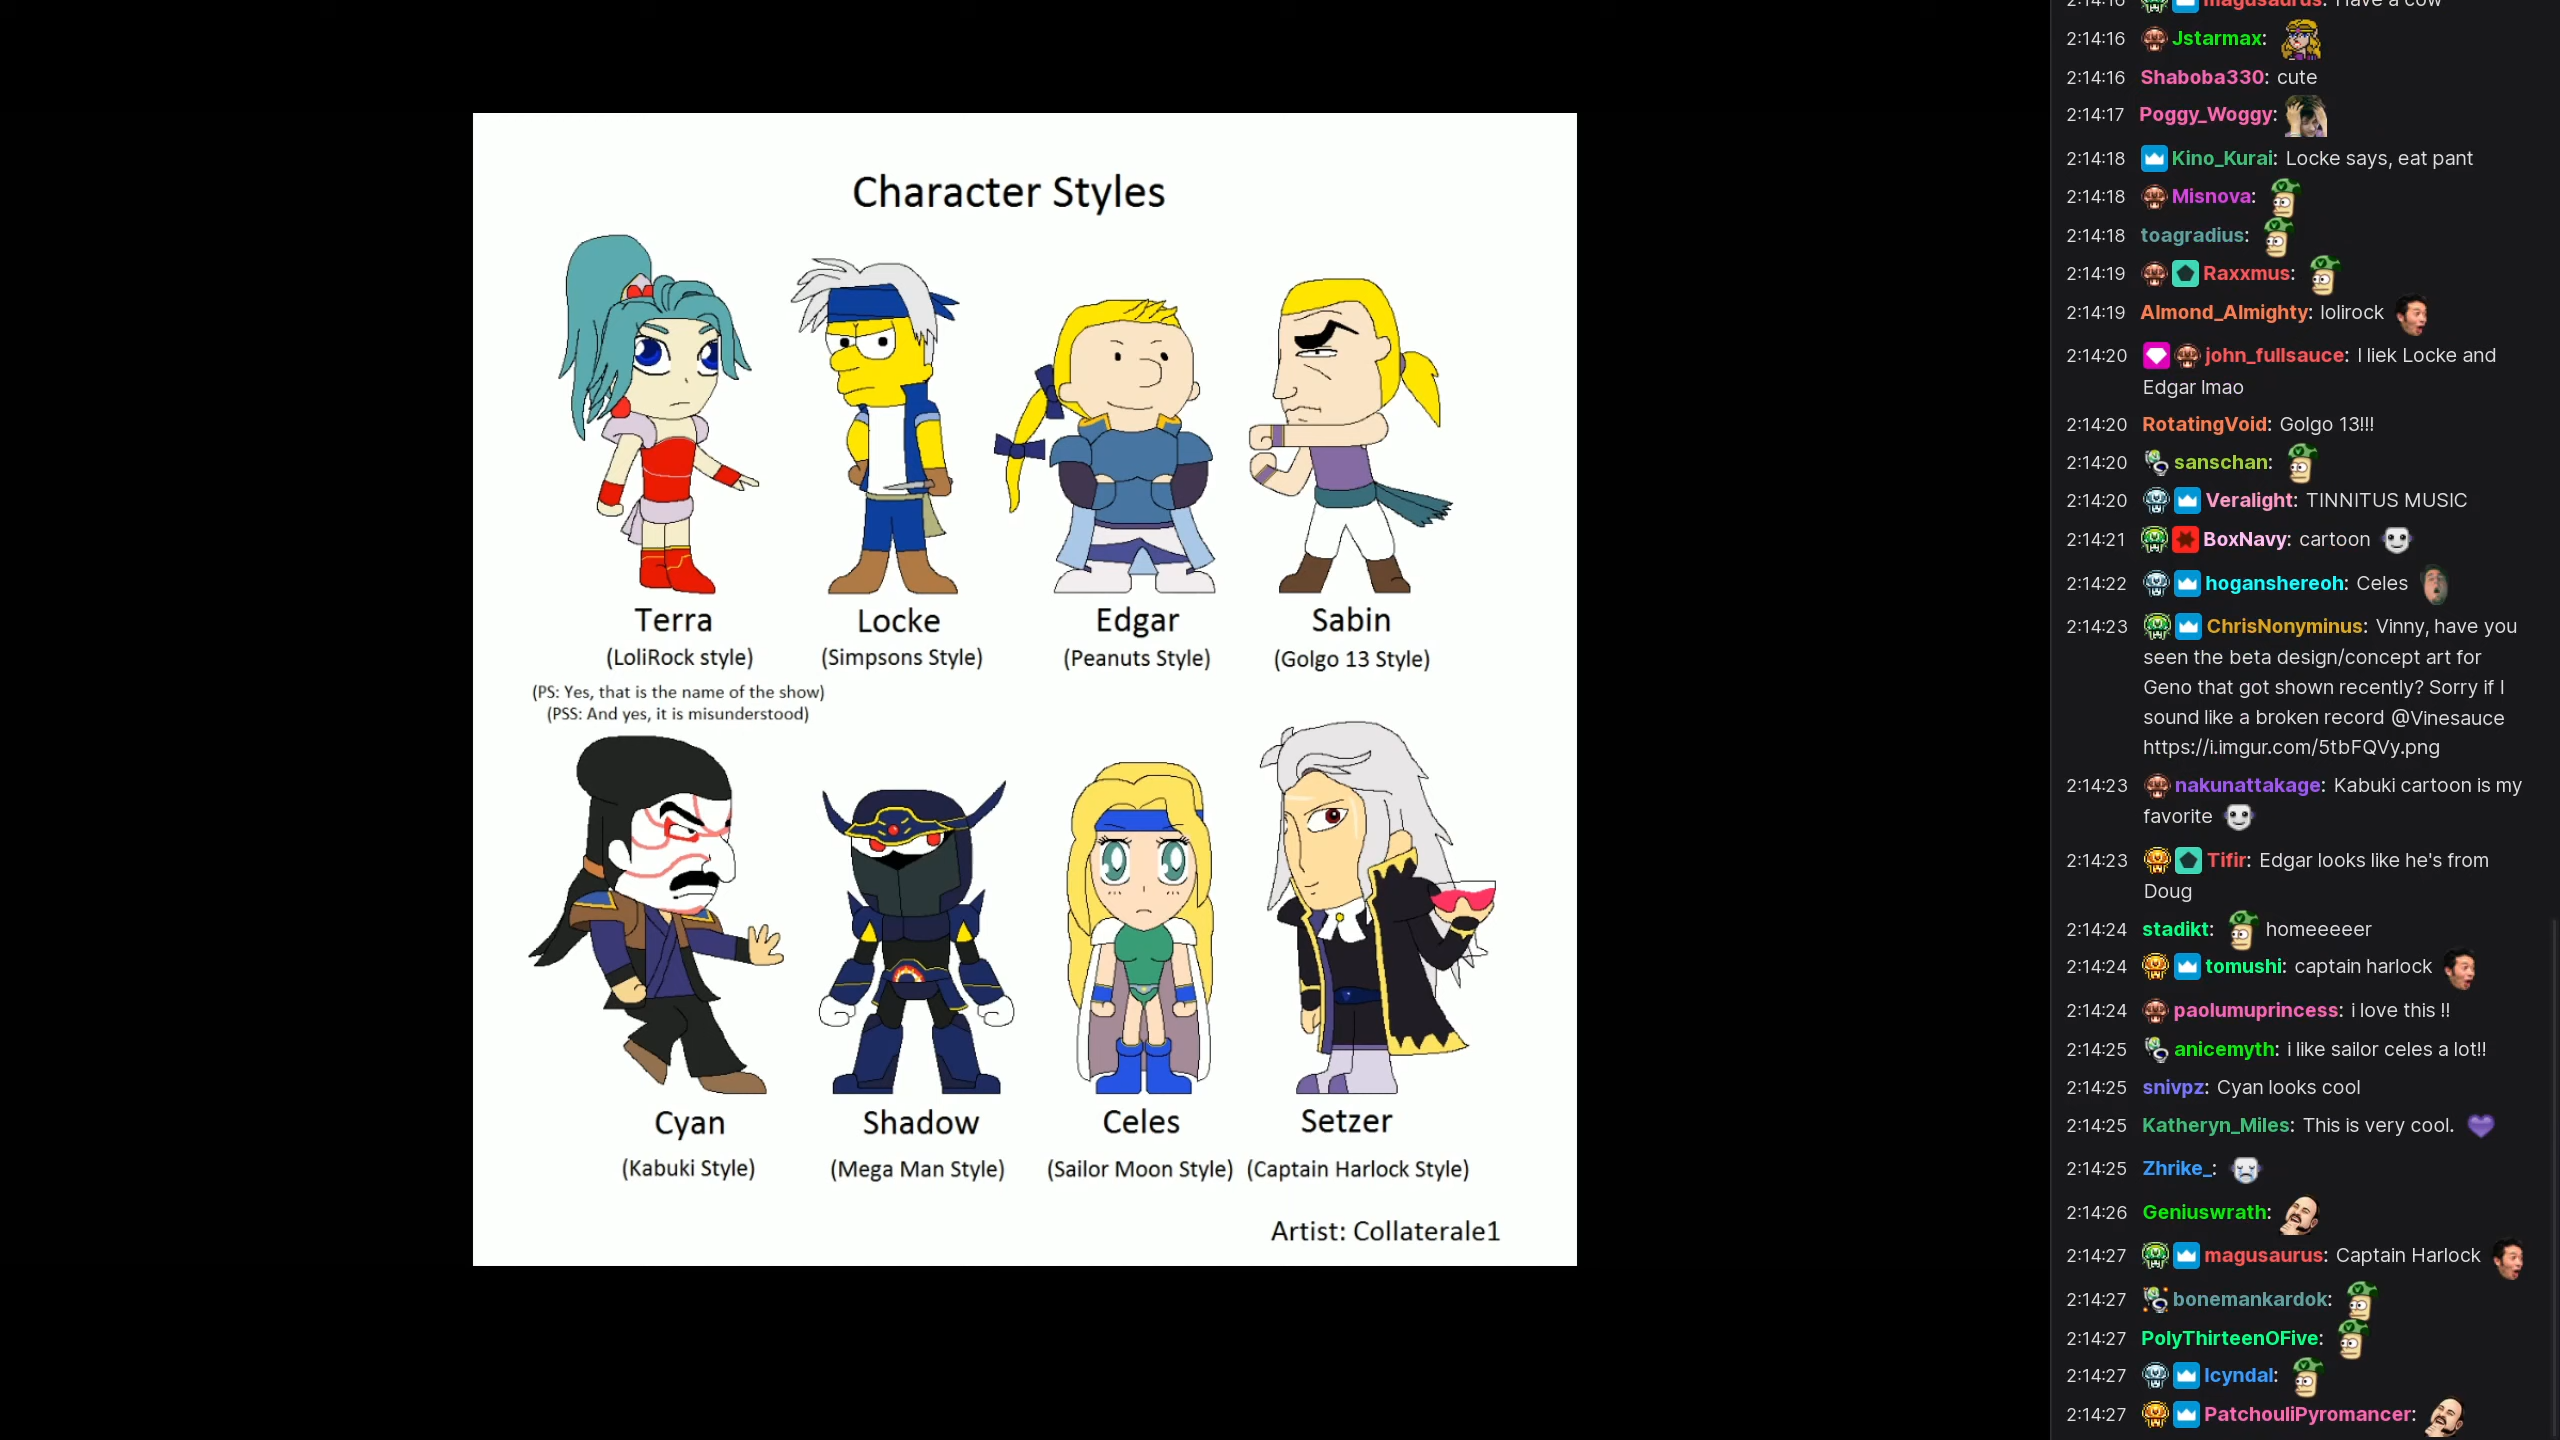 Character Styles
Terra
(LoliRock style)
(PS: Yes, that is the name of the show)
(PSS: And yes, it is misunderstood)
Locke
(Simpsons Style)
Edgar
(Peanuts Style)
Sabin
(Golgo 13 Style)
Cyan
(Kabuki Style)
Shadow
(Mega Man Style)
Celes
(Sailor Moon Style)
Setzer
(Captain Harlock Style)
Artist: Collaterale1
2:14:16 magusaurus: Have a cow
2:14:16 Jstarmax:
2:14:16 Shaboba330: cute
2:14:17 Poggy_Woggy:
2:14:18 Kino_Kurai: Locke says, eat pant
2:14:18 Misnova:
2:14:18 toagradius:
2:14:19 Raxxmus:
2:14:19 Almond_Almighty: lolirock
2:14:20 john_fullsauce: I liek Locke and
Edgar lmao
2:14:20 RotatingVoid: Golgo 13!!!
2:14:20 sanschan:
2:14:20 Veralight: TINNITUS MUSIC
2:14:21 BoxNavy: cartoon
2:14:22 hoganshereoh: Celes
2:14:23 ChrisNonyminus: Vinny, have you
seen the beta design/concept art for
Geno that got shown recently? Sorry if I
sound like a broken record @Vinesauce
https://i.imgur.com/5tbFQVy.png
2:14:23 nakunattakage: Kabuki cartoon is my
favorite
2:14:23 Tifir: Edgar looks like he's from
Doug
2:14:24 stadikt: homeeeeer
2:14:24 tomushi: captain harlock
2:14:24 paolumuprincess: i love this !!
2:14:25 anicemyth: i like sailor celes a lot!!
2:14:25 snivpz: Cyan looks cool
2:14:25 Katheryn_Miles: This is very cool.
2:14:25 Zhrike_:
2:14:26 Geniuswrath:
2:14:27 magusaurus: Captain Harlock
2:14:27 bonemankardok:
2:14:27 PolyThirteenOFive:
2:14:27 Icyndal:
2:14:27 PatchouliPyromancer: